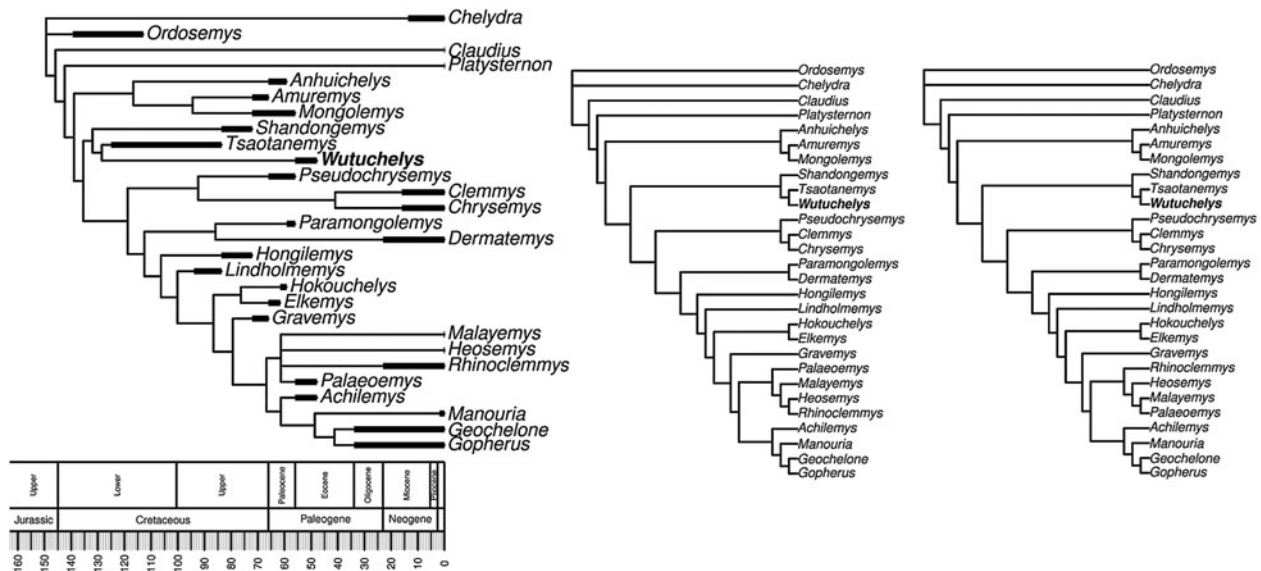 Chelydra
Ordosemys
Claudius
Platysternon
Anhuichelys
Amuremys
Mongolemys
Shandongemys
Tsaotanemys
Wutuchelys
Pseudochrysemys
Clemmys
Chrysemys
Paramongolemys
Dermatemys
Hongilemys
Lindholmemys
Hokouchelys
Elkemys
Gravemys
Malayemys
Heosemys
Rhinoclemmys
Palaeoemys
Achilemys
Manouria
Geochelone
Gopherus
Upper Lower Upper Paleocene Eocene Oligocene Miocene Pliocene
Jurassic Cretaceous Paleogene Neogene
160 150 140 130 120 110 100 90 80 70 60 50 40 30 20 10 0
Ordosemys
Chelydra
Claudius
Platysternon
Anhuichelys
Amuremys
Mongolemys
Shandongemys
Tsaotanemys
Wutuchelys
Pseudochrysemys
Clemmys
Chrysemys
Paramongolemys
Dermatemys
Hongilemys
Lindholmemys
Hokouchelys
Elkemys
Gravemys
Palaeoemys
Malayemys
Heosemys
Rhinoclemmys
Achilemys
Manouria
Geochelone
Gopherus
Ordosemys
Chelydra
Claudius
Platysternon
Anhuichelys
Amuremys
Mongolemys
Shandongemys
Tsaotanemys
Wutuchelys
Pseudochrysemys
Clemmys
Chrysemys
Paramongolemys
Dermatemys
Hongilemys
Lindholmemys
Hokouchelys
Elkemys
Gravemys
Rhinoclemmys
Heosemys
Malayemys
Palaeoemys
Achilemys
Manouria
Geochelone
Gopherus